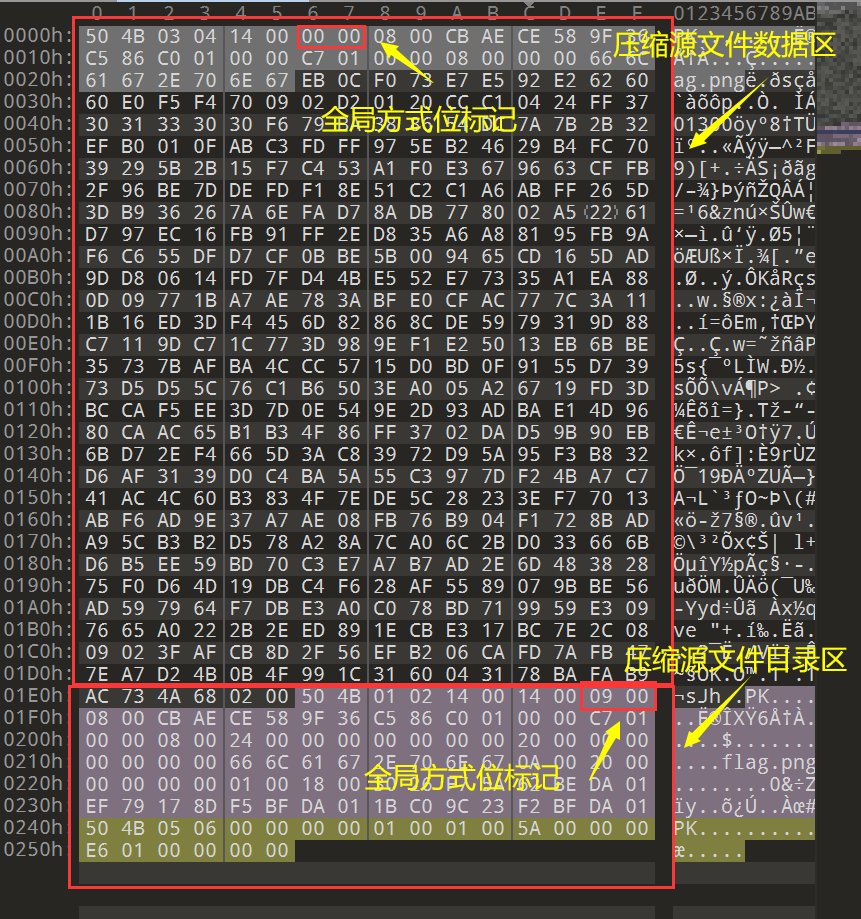 0 1 2 3 4 5 6 7 8 9 A B C D E F 0123456789AB
0000h: 50 4B 03 04 14 00 00 00 08 00 CB AE CE 58 9F
压缩源文件数据区
0010h: C5 86 C0 01 00 00 C7 01 00 00 08 00 00 00 66 6C
0020h: 61 67 2E 70 6E 67 EB 0C F0 73 E7 E5 92 E2 62 60 ag.pngë.ðsçå
0030h: 60 E0 F5 F4 70 09 02 D2 01 20 CC C1 04 24 FF 37 `àõôp..Ò. ÌÁ
全局方式位标记
0040h: 30 31 33 30 30 F6 79 7A 7B 2B 32
0050h: EF B0 01 0F AB C3 FD FF 97 5E B2 46 29 B4 FC 70
0060h: 39 29 5B 2B 15 F7 C4 53 A1 F0 E3 67 96 63 CF FB 9)[+.÷ÄS¡ðãg
0070h: 2F 96 BE 7D DE FD F1 8E 51 C2 C1 A6 AB FF 26 5D /–¾}ÞýñŽQÂÁ¦
0080h: 3D B9 36 26 7A 6E FA D7 8A DB 77 80 02 A5 22 61 =¹6&znú×ŠÛw€
0090h: D7 97 EC 16 FB 91 FF 2E D8 35 A6 A8 81 95 FB 9A ×—ì.û‘ÿ.Ø5¦¨
00A0h: F6 C6 55 DF D7 CF 0B BE 5B 00 94 65 CD 16 5D AD öÆUß×Ï.¾[.”e
00B0h: 9D D8 06 14 FD 7F D4 4B E5 52 E7 73 35 A1 EA 88 .Ø..ý.ÔKåRçs
00C0h: 0D 09 77 1B A7 AE 78 3A BF E0 CF AC 77 7C 3A 11 ..w.§®x:¿àÏ¬
00D0h: 1B 16 ED 3D F4 45 6D 82 86 8C DE 59 79 31 9D 88 ..í=ôEm‚†ŒÞY
00E0h: C7 11 9D C7 1C 77 3D 98 9E F1 E2 50 13 EB 6B BE Ç..Ç.w=˜žñâP
00F0h: 35 73 7B AF BA 4C CC 57 15 D0 BD 0F 91 55 D7 39 5s{¯ºLÌW.Ð½.
0100h: 73 D5 D5 5C 76 C1 B6 50 3E A0 05 A2 67 19 FD 3D sÕÕ\vÁ¶P> .¢
0110h: BC CA F5 EE 3D 7D 0E 54 9E 2D 93 AD BA E1 4D 96 ¼Êõî=}.Tž-“-
0120h: 80 CA AC 65 B1 B3 4F 86 FF 37 02 DA D5 9B 90 EB €Ê¬e±³O†ÿ7.Ú
0130h: 6B D7 2E F4 66 5D 3A C8 39 72 D9 5A 95 F3 B8 32 k×.ôf]:È9rÙZ
0140h: D6 AF 31 39 D0 C4 BA 5A 55 C3 97 7D F2 4B A7 C7 Ö¯19ÐÄºZUÃ—}
0150h: 41 AC 4C 60 B3 83 4F 7E DE 5C 28 23 3E F7 70 13 A¬L`³ƒO~Þ\(#
0160h: AB F6 AD 9E 37 A7 AE 08 FB 76 B9 04 F1 72 8B AD «ö-ž7§®.ûv¹.
0170h: A9 5C B3 B2 D5 78 A2 8A 7C A0 6C 2B D0 33 66 6B ©\³²Õx¢Š| l+
0180h: D6 B5 EE 59 BD 70 C3 E7 A7 B7 AD 2E 6D 48 38 28 ÖµîY½pÃç§·-.
0190h: 75 F0 D6 4D 19 DB C4 F6 28 AF 55 89 07 9B BE 56 uðÖM.ÛÄö(¯U‰
01A0h: AD 59 79 64 F7 DB E3 A0 C0 78 BD 71 99 59 E3 09 -Yyd÷Ûã Àx½q
01B0h: 76 65 A0 22 2B 2E ED 89 1E CB E3 17 BC 7E 2C 08 ve "+.í‰.Ëã.
01C0h: 09 02 3F AF CB 8D 2F 56 EF B2 06 CA FD 7A FB
压缩源文件目录区
01D0h: 7E A7 D2 4B 0B 4F 99 1C 31 60 04 31 78 BA FA B9
01E0h: AC 73 4A 68 02 00 50 4B 01 02 14 00 14 00 09 00 ¬sJh..PK....
01F0h: 08 00 CB AE CE 58 9F 36 C5 86 C0 01 00 00 C7 01
0200h: 00 00 08 00 24 00 00 00 00 00 00 00 20 00 00 00 ....$.......
0210h: 00 00 00 00 66 6C 61 67 2E 70 6E 67 00 00 ....flag.png
全局方式位标记
0220h: 00 00 00 00 01 00 18 00 BE DA 01
0230h: EF 79 17 8D F5 BF DA 01 1B C0 9C 23 F2 BF DA 01 ïy..õ¿Ú..Àœ#
0240h: 50 4B 05 06 00 00 00 00 01 00 01 00 5A 00 00 00 PK..........
0250h: E6 01 00 00 00 00 æ.....